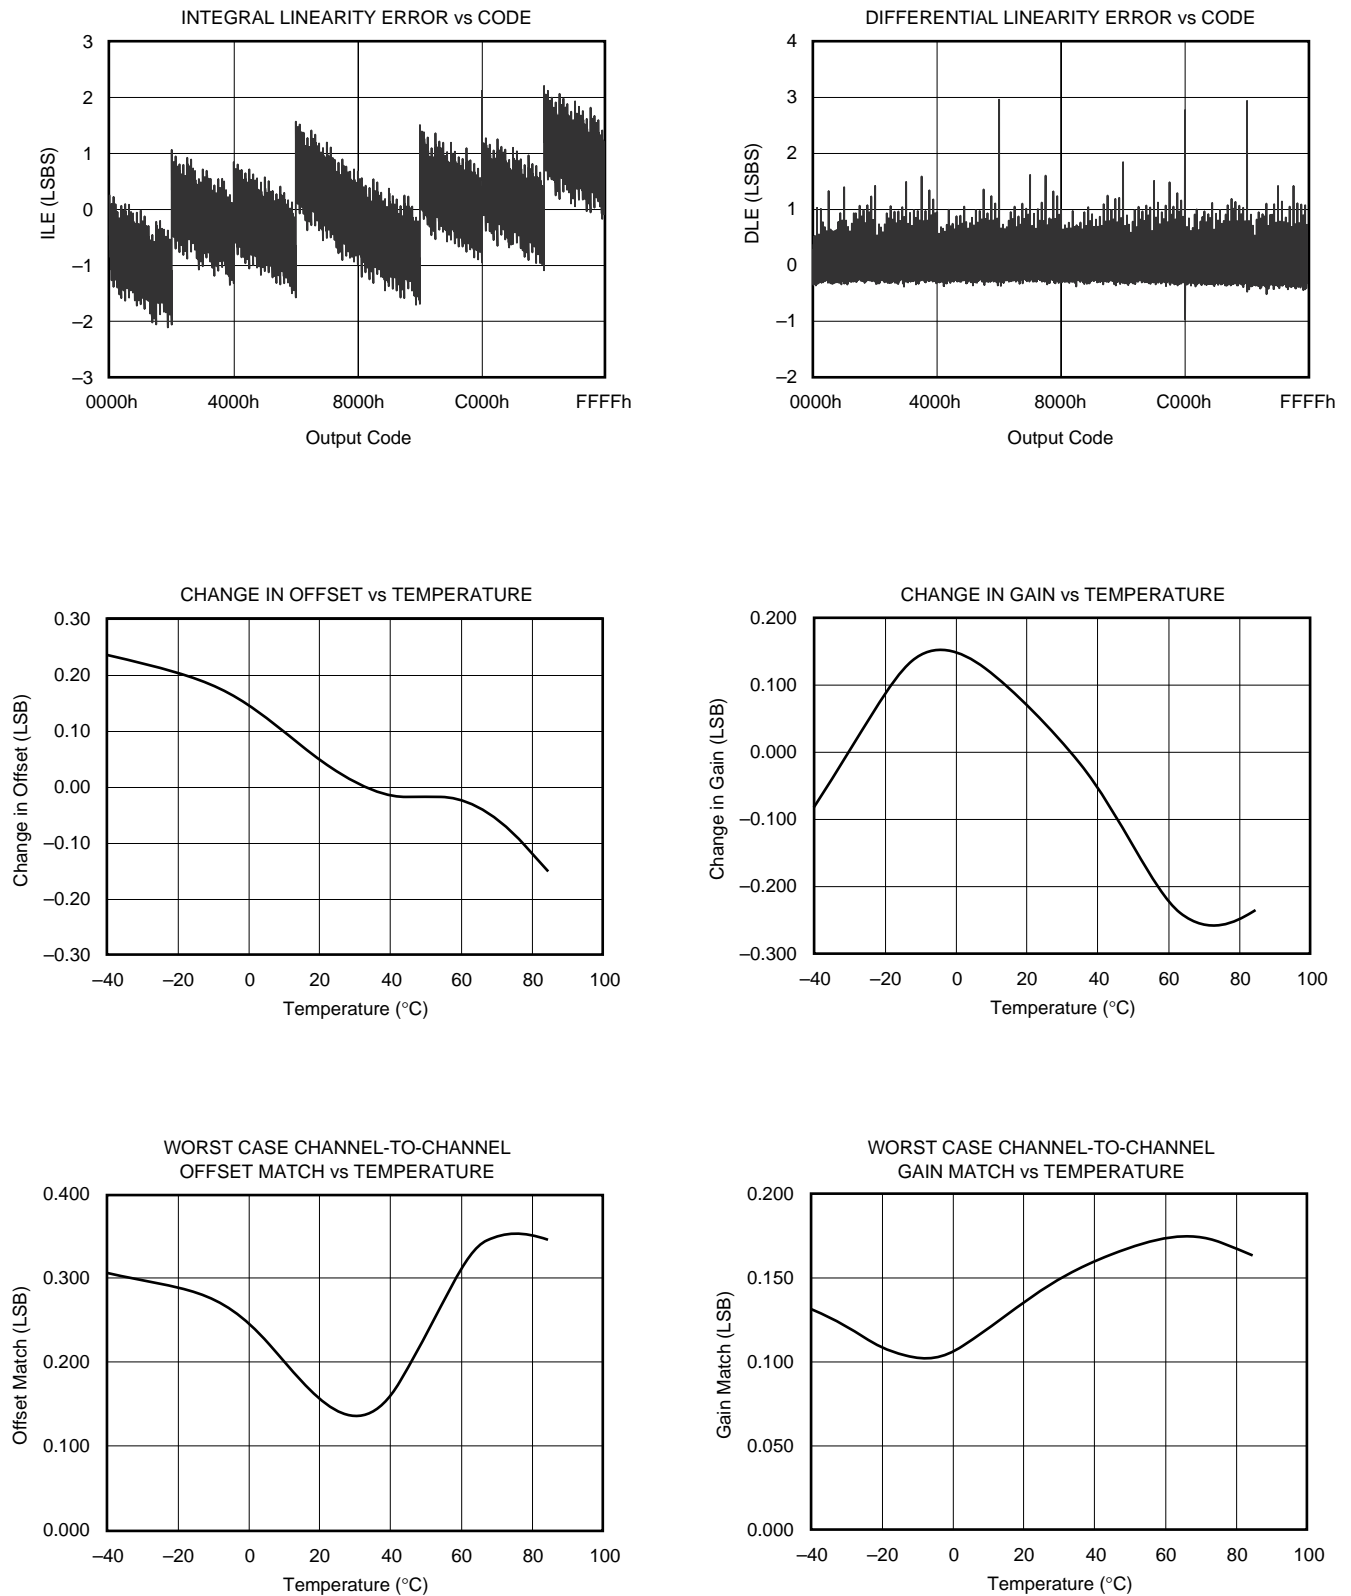 INTEGRAL LINEARITY ERROR vs CODE
3
2
1
0
–1
–2
–3
ILE (LSBS)
0000h 4000h 8000h C000h FFFFh
Output Code
DIFFERENTIAL LINEARITY ERROR vs CODE
4
3
2
1
0
–1
–2
DLE (LSBS)
0000h 4000h 8000h C000h FFFFh
Output Code
CHANGE IN OFFSET vs TEMPERATURE
0.30
0.20
0.10
0.00
–0.10
–0.20
–0.30
Change in Offset (LSB)
–40 –20 0 20 40 60 80 100
Temperature (°C)
CHANGE IN GAIN vs TEMPERATURE
0.200
0.100
0.000
–0.100
–0.200
–0.300
Change in Gain (LSB)
–40 –20 0 20 40 60 80 100
Temperature (°C)
WORST CASE CHANNEL-TO-CHANNEL
OFFSET MATCH vs TEMPERATURE
0.400
0.300
0.200
0.100
0.000
Offset Match (LSB)
–40 –20 0 20 40 60 80 100
Temperature (°C)
WORST CASE CHANNEL-TO-CHANNEL
GAIN MATCH vs TEMPERATURE
0.200
0.150
0.100
0.050
0.000
Gain Match (LSB)
–40 –20 0 20 40 60 80 100
Temperature (°C)